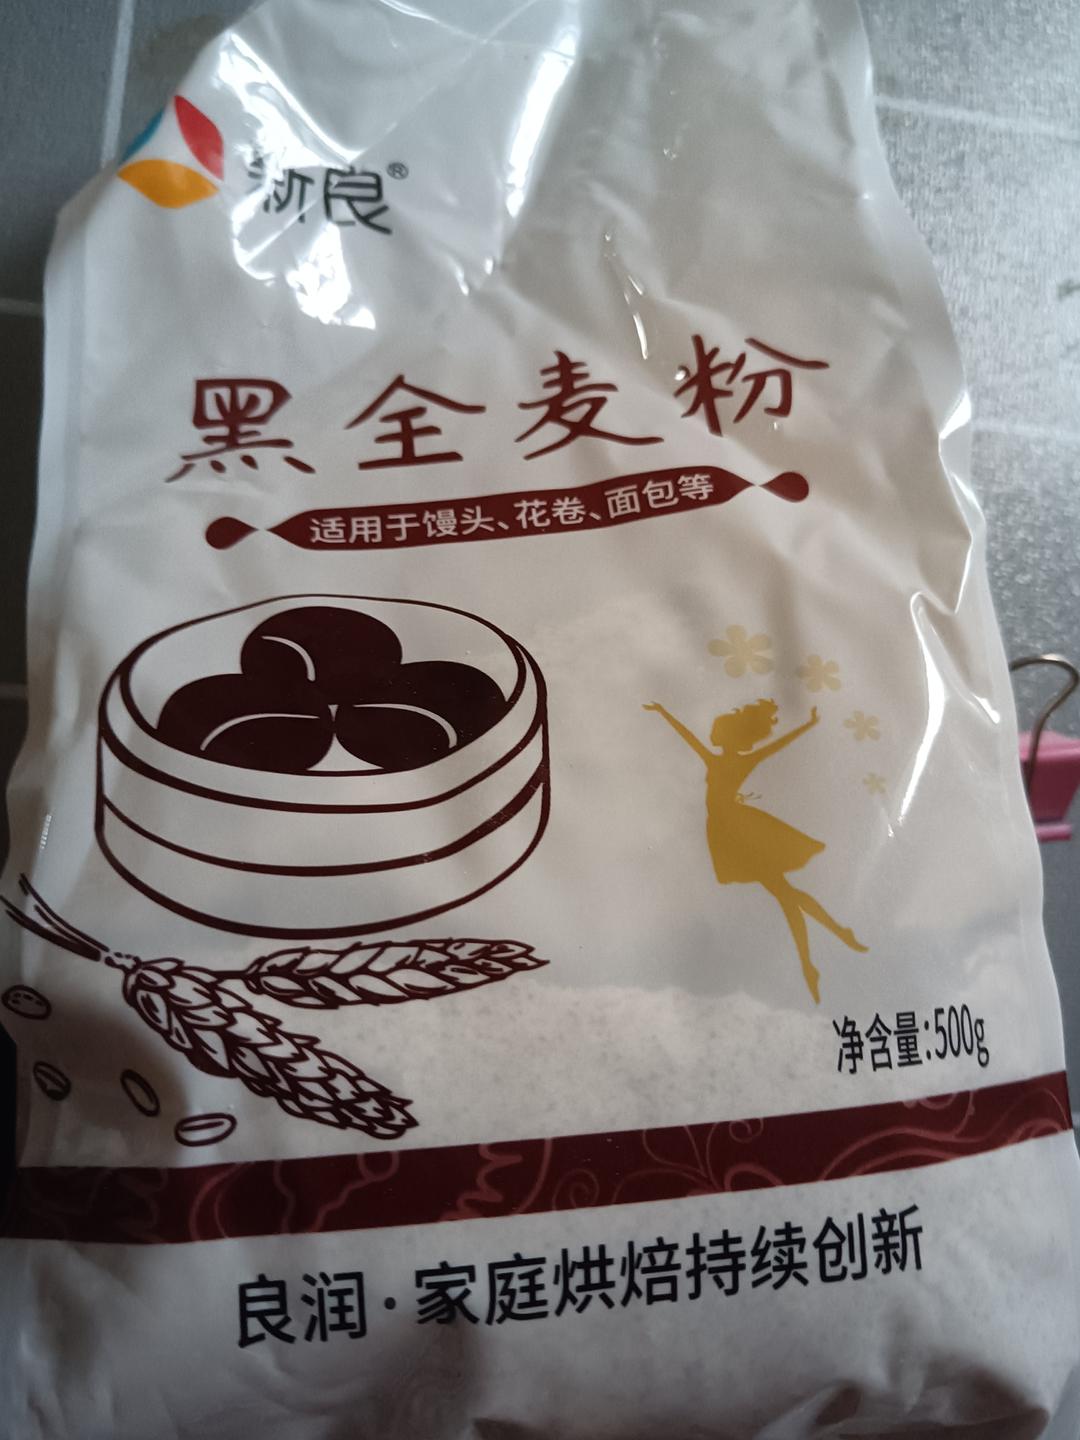 新良®
黑全麦粉
适用于馒头、花卷、面包等
净含量:500g
良润·家庭烘焙持续创新